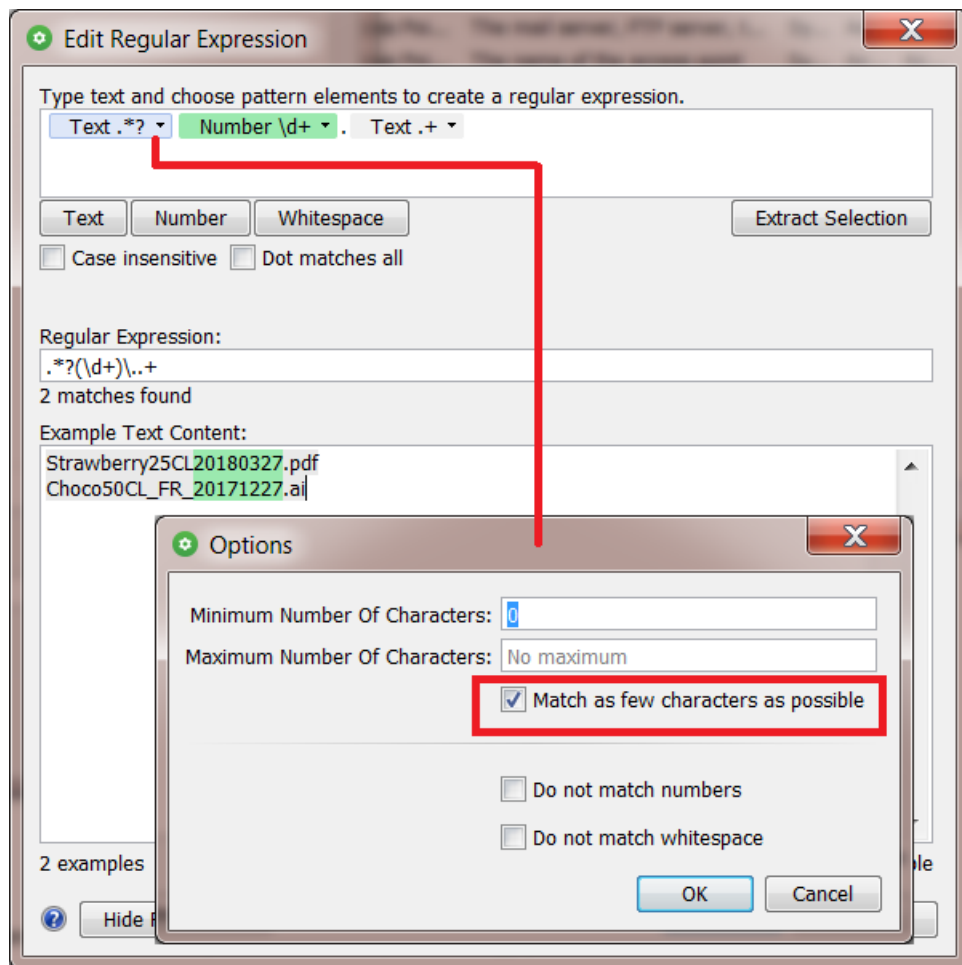 Edit Regular Expression
X
Type text and choose pattern elements to create a regular expression.
Text .*? Number \d+ . Text .+
Text Number Whitespace Extract Selection
Case insensitive Dot matches all
Regular Expression:
.*?(\d+)\..+
2 matches found
Example Text Content:
Strawberry25CL20180327.pdf
Choco50CL_FR_20171227.ai
Options
X
Minimum Number Of Characters: 0
Maximum Number Of Characters: No maximum
Match as few characters as possible
Do not match numbers
Do not match whitespace
2 examples
OK Cancel
? Hide